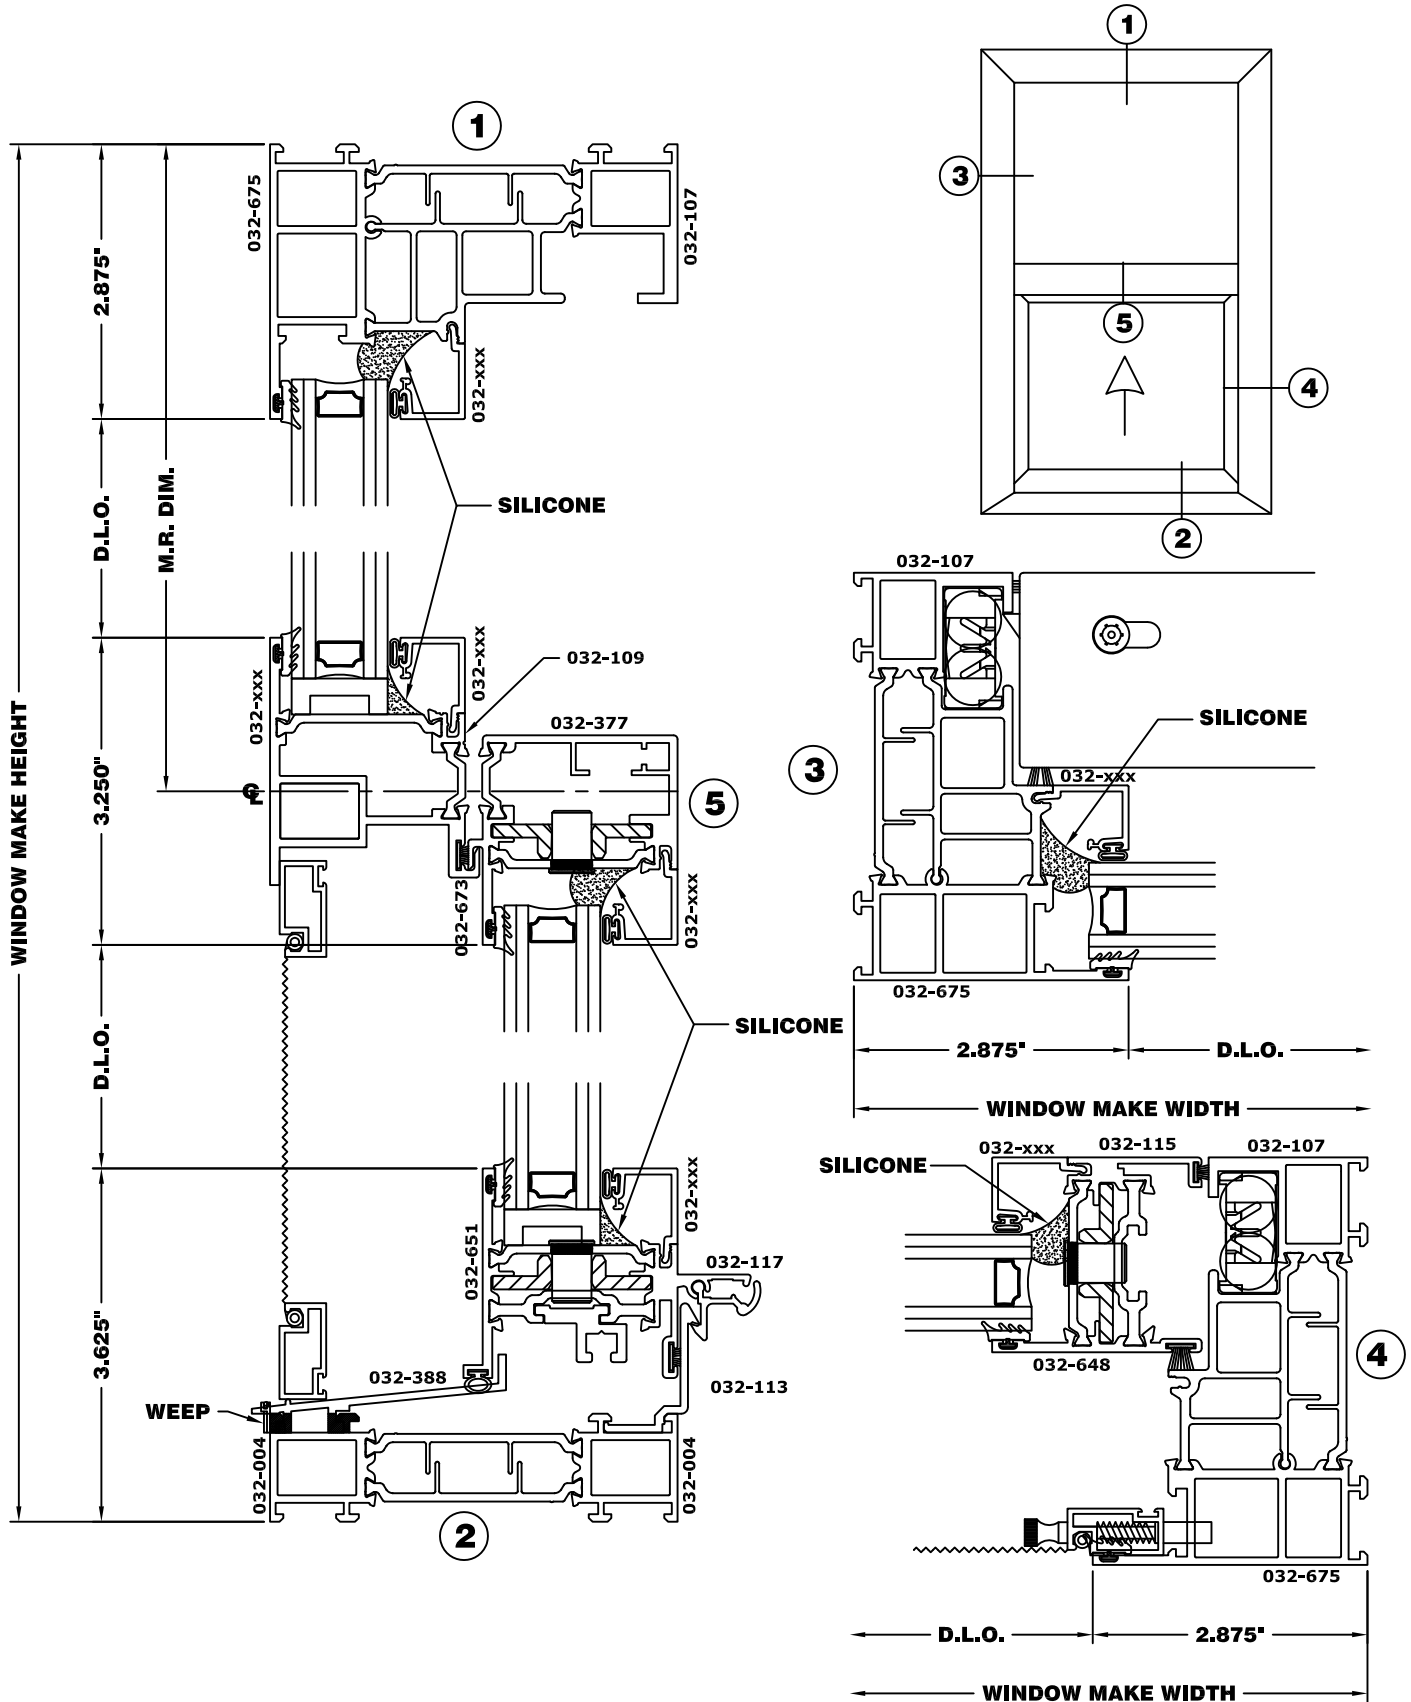 1
1
3
5
4
2
032-675
032-107
2.875"
032-xxx
SILICONE
D.L.O.
M.R. DIM.
WINDOW MAKE HEIGHT
032-xxx
032-xxx
032-109
032-377
3.250"
CL
5
032-673
032-xxx
D.L.O.
SILICONE
032-651
032-xxx
032-117
3.625"
032-388
032-113
WEEP
032-004
032-004
2
032-107
SILICONE
3
032-xxx
032-675
2.875"
D.L.O.
WINDOW MAKE WIDTH
032-xxx
032-115
032-107
SILICONE
032-648
4
032-675
D.L.O.
2.875"
WINDOW MAKE WIDTH